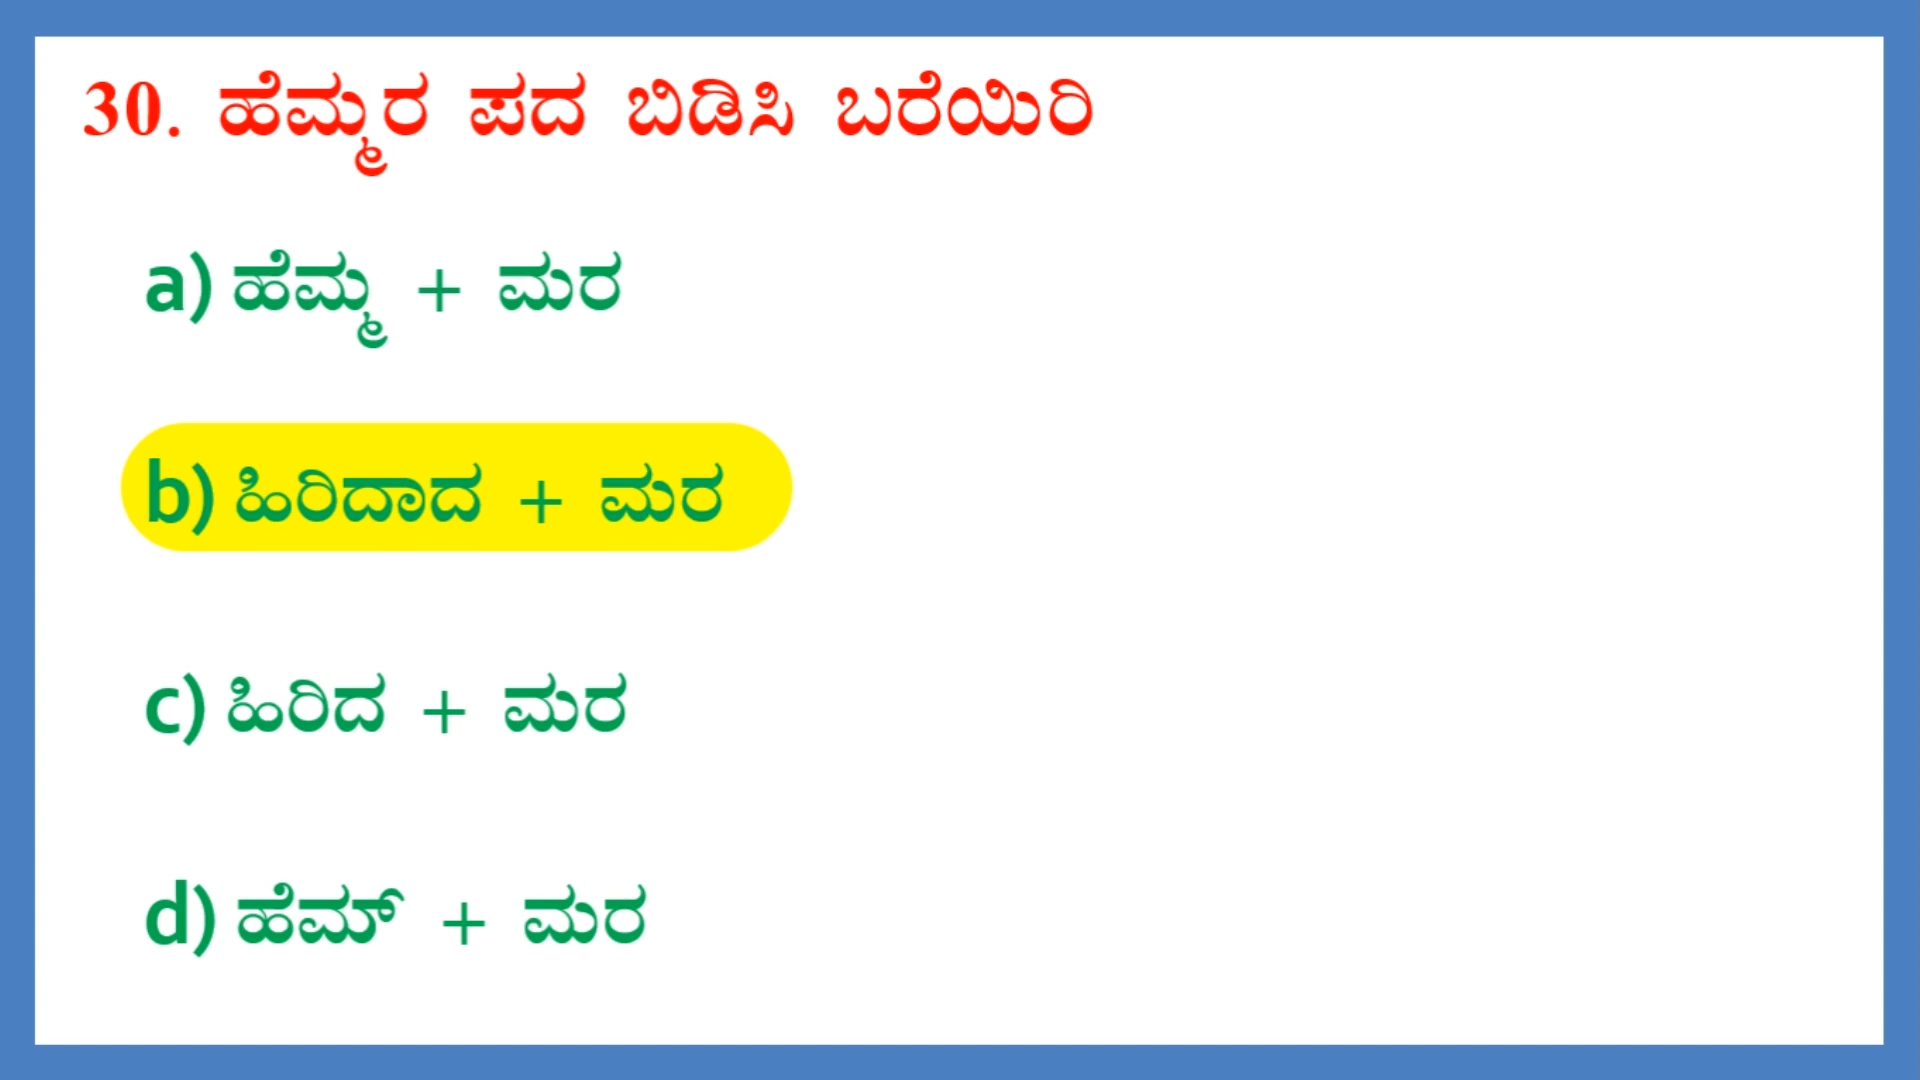 30. ಹೆಮ್ಮರ ಪದ ಬಿಡಿಸಿ ಬರೆಯಿರಿ
a) ಹೆಮ್ಮ + ಮರ
b) ಹಿರಿದಾದ + ಮರ
c) ಹಿರಿದ + ಮರ
d) ಹೆಮ್ + ಮರ